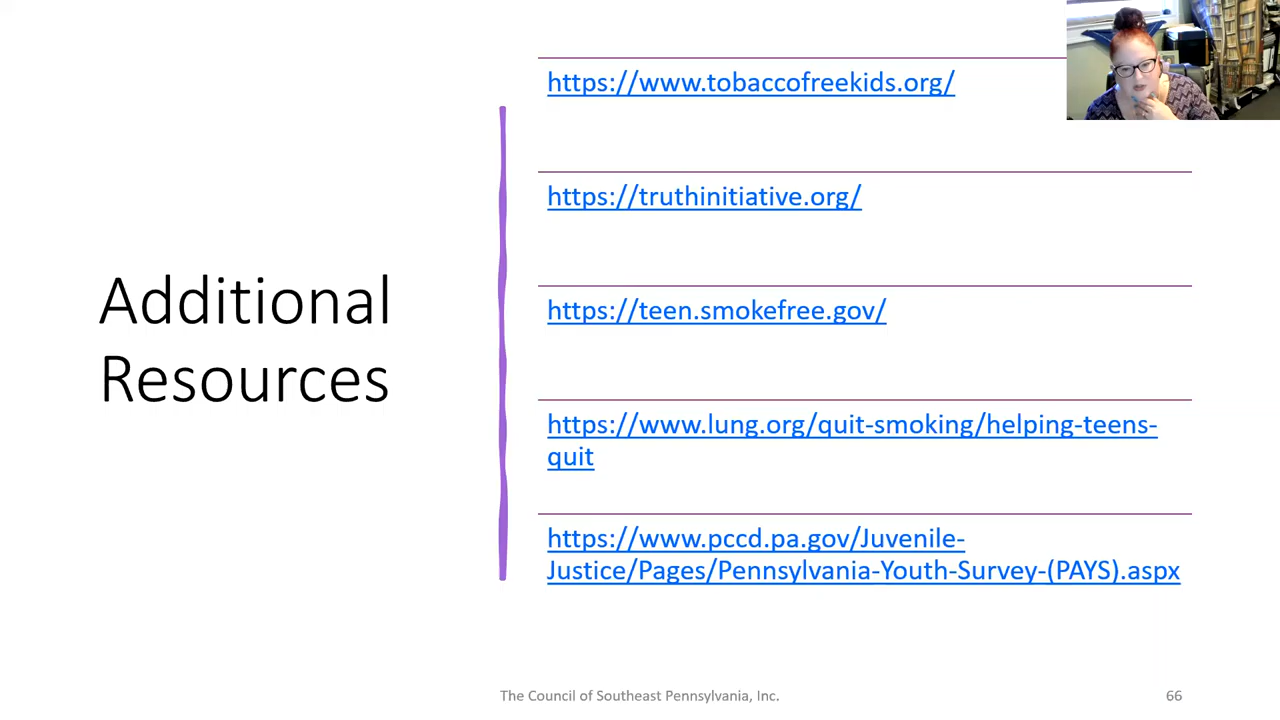 Additional
Resources
https://www.tobaccofreekids.org/
https://truthinitiative.org/
https://teen.smokefree.gov/
https://www.lung.org/quit-smoking/helping-teens-
quit
https://www.pccd.pa.gov/Juvenile-
Justice/Pages/Pennsylvania-Youth-Survey-(PAYS).aspx
The Council of Southeast Pennsylvania, Inc.
66